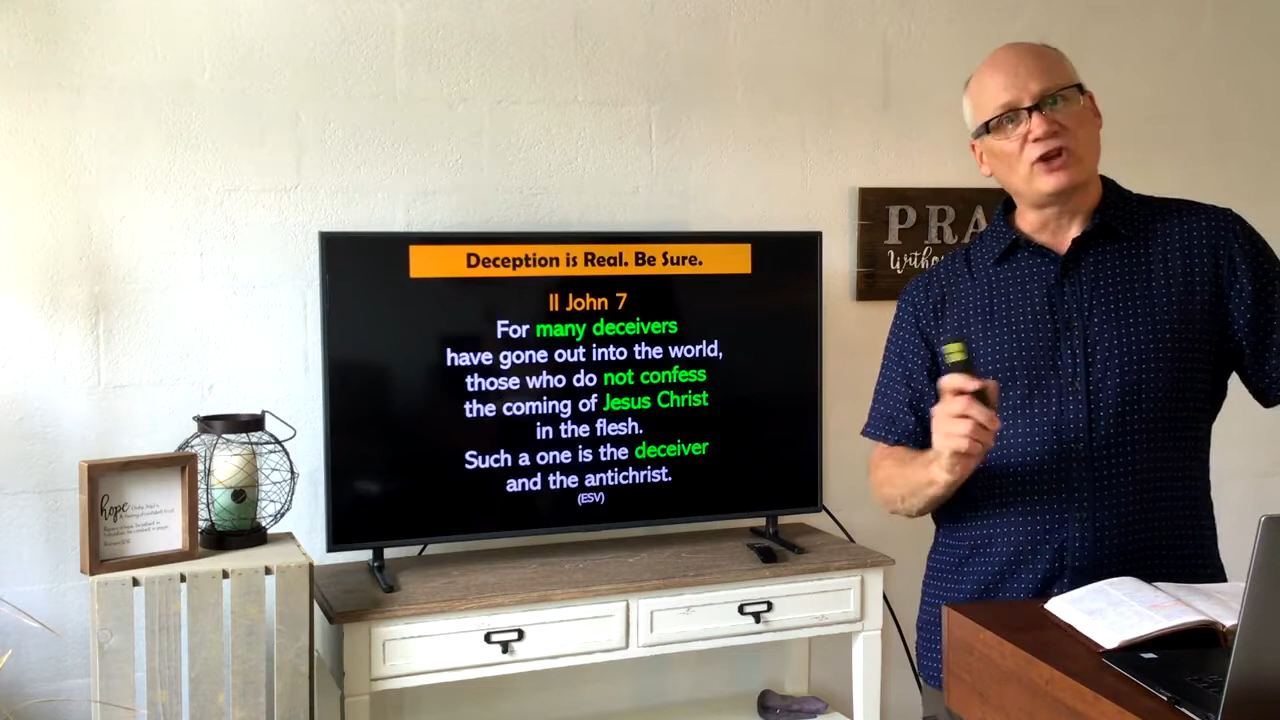 Deception is Real. Be Sure.
II John 7
For many deceivers
have gone out into the world,
those who do not confess
the coming of Jesus Christ
in the flesh.
Such a one is the deceiver
and the antichrist.
(ESV)
PRA
Witho
hope